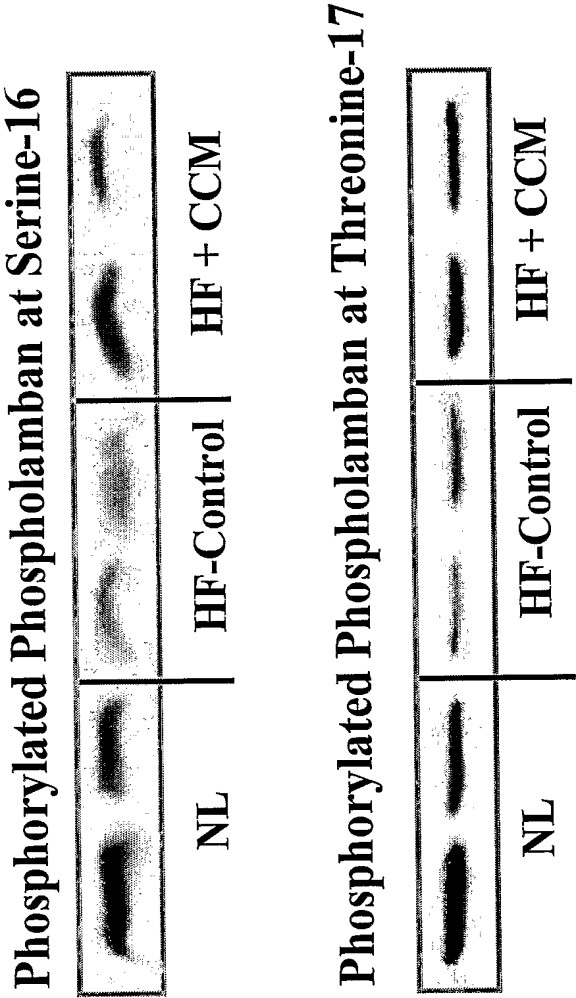 Phosphorylated Phospholamban at Serine-16
NL
HF-Control
HF + CCM
Phosphorylated Phospholamban at Threonine-17
NL
HF-Control
HF + CCM